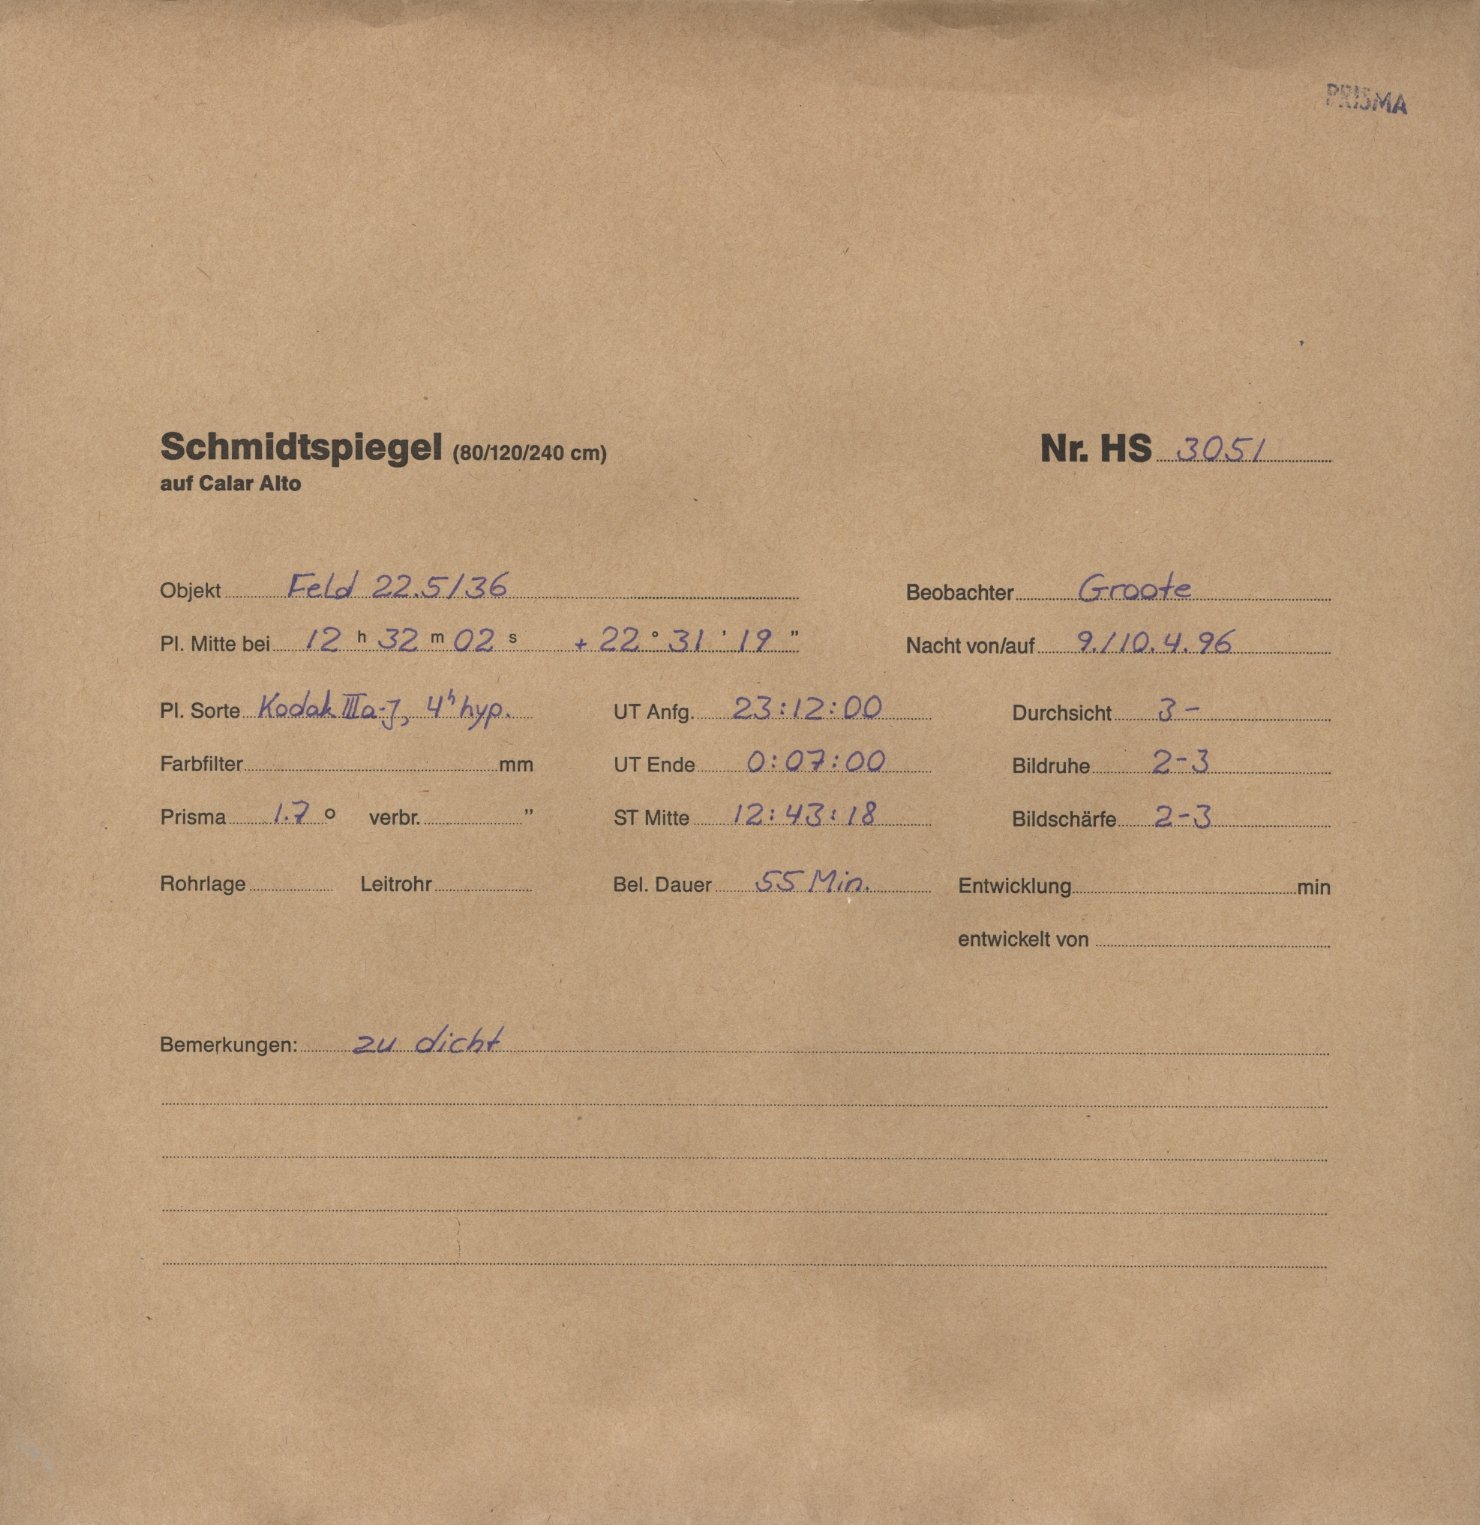 PRISMA
Schmidtspiegel (80/120/240 cm) Nr. HS 3051
auf Calar Alto
Objekt Feld 22.5/36 Beobachter Groote
Pl. Mitte bei 12 h 32 m 02 s + 22 ° 31 ' 19 " Nacht von/auf 9./10.4.96
Pl. Sorte Kodak IIIa-J, 4h hyp. UT Anfg. 23:12:00 Durchsicht 3-
Farbfilter mm UT Ende 0:07:00 Bildruhe 2-3
Prisma 1.7 ° verbr. " ST Mitte 12:43:18 Bildschärfe 2-3
Rohrlage Leitrohr Bel. Dauer 55 Min. Entwicklung min
entwickelt von
Bemerkungen: zu dicht